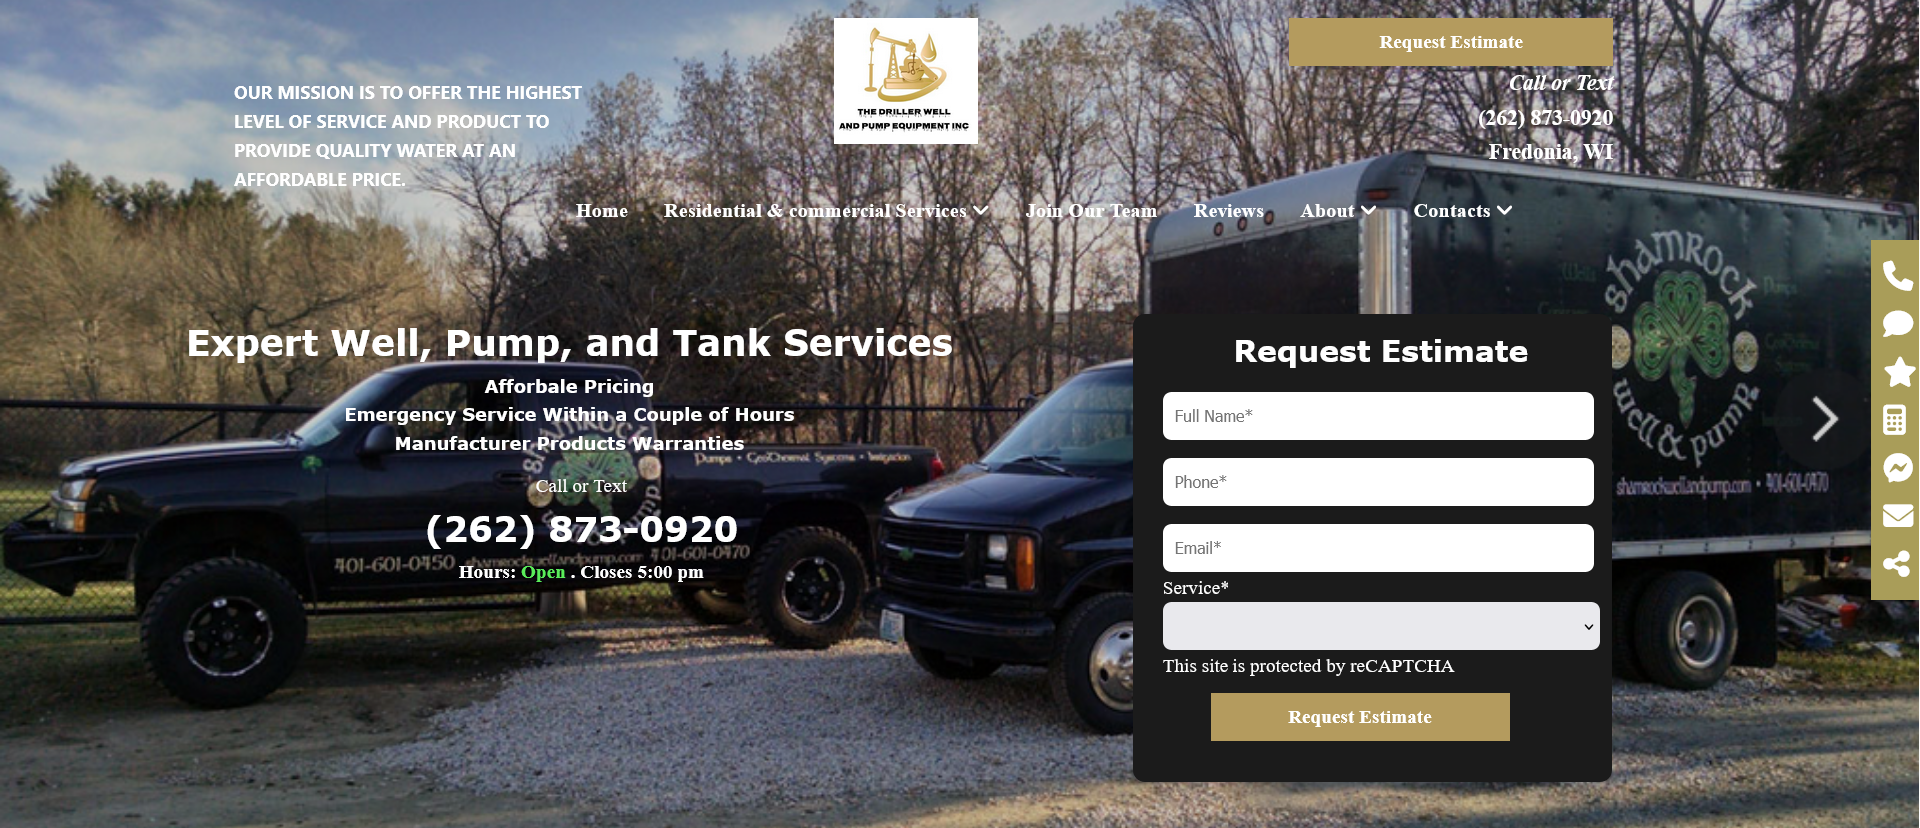 Request Estimate
OUR MISSION IS TO OFFER THE HIGHEST
LEVEL OF SERVICE AND PRODUCT TO
PROVIDE QUALITY WATER AT AN
AFFORDABLE PRICE.
THE DRILLER WELL
AND PUMP EQUIPMENT INC
Call or Text
(262) 873-0920
Fredonia, WI
Home
Residential & commercial Services
Join Our Team
Reviews
About
Contacts
Expert Well, Pump, and Tank Services
Afforbale Pricing
Emergency Service Within a Couple of Hours
Manufacturer Products Warranties
Call or Text
(262) 873-0920
Hours: Open . Closes 5:00 pm
Request Estimate
Full Name*
Phone*
Email*
Service*
This site is protected by reCAPTCHA
Request Estimate
shamrock
well & pump
shamrockwellandpump.com • 401-601-0470
Pumps • GeoThermal Systems • Irrigation
401-601-0450 shamrockwellandpump.com 401-601-0470